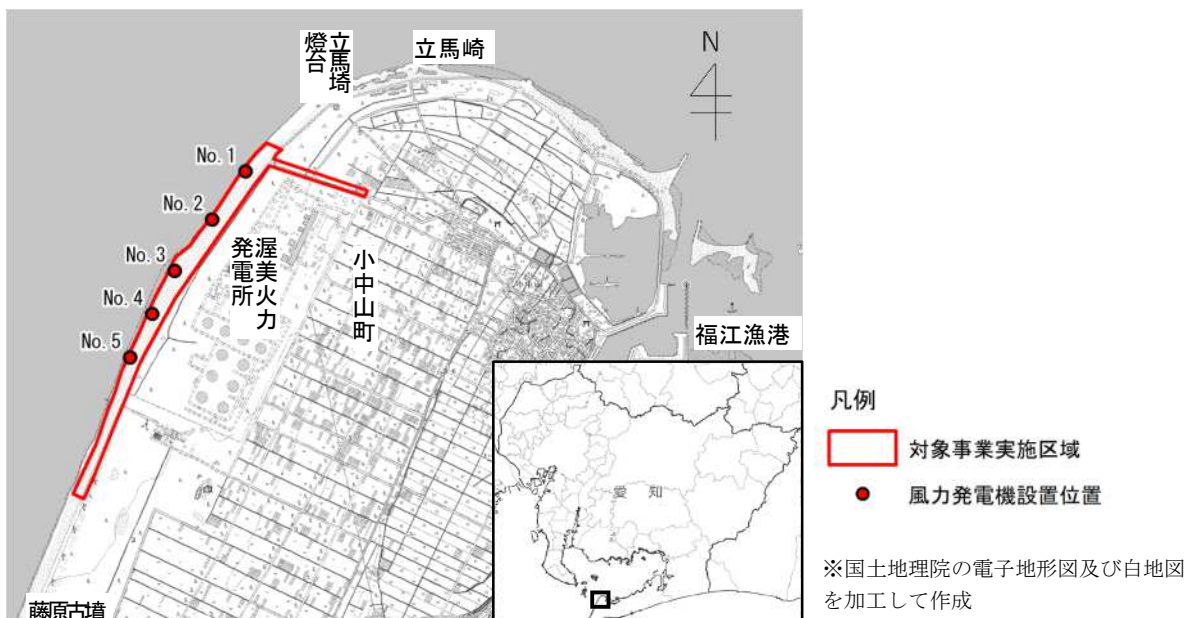 立馬埼
燈台
立馬崎
N
No. 1
No. 2
No. 3
No. 4
No. 5
渥美火力
発電所
小中山町
福江漁港
愛知
藤原古墳
凡例
対象事業実施区域
風力発電機設置位置
※国土地理院の電子地形図及び白地図
を加工して作成